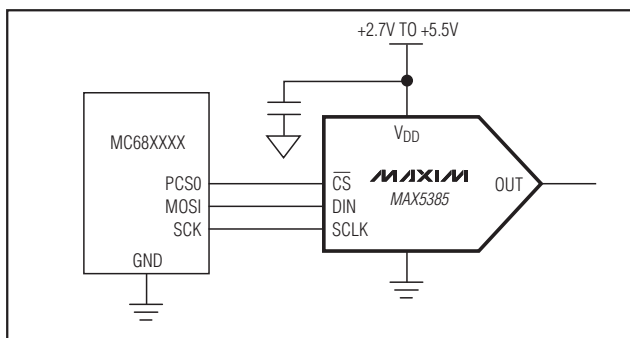 +2.7V TO +5.5V
MC68XXXX
VDD
PCS0
MOSI
SCK
CS
DIN
SCLK
MAXIM
MAX5385
OUT
GND